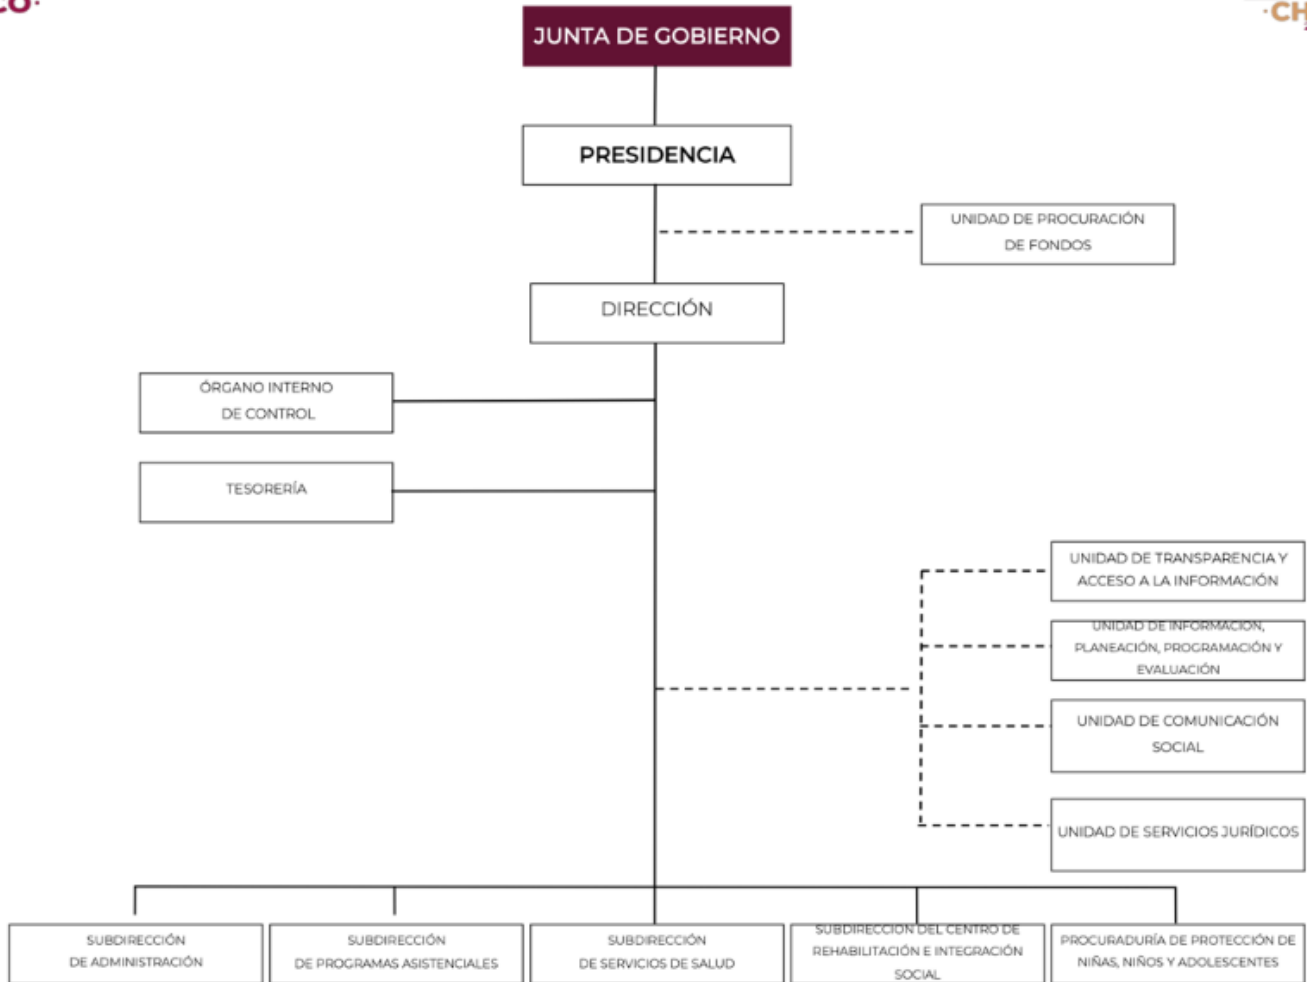 CO·
·CH
JUNTA DE GOBIERNO
PRESIDENCIA
UNIDAD DE PROCURACIÓN
DE FONDOS
DIRECCIÓN
ÓRGANO INTERNO
DE CONTROL
TESORERÍA
UNIDAD DE TRANSPARENCIA Y
ACCESO A LA INFORMACIÓN
UNIDAD DE INFORMACIÓN,
PLANEACIÓN, PROGRAMACIÓN Y
EVALUACIÓN
UNIDAD DE COMUNICACIÓN
SOCIAL
UNIDAD DE SERVICIOS JURÍDICOS
SUBDIRECCIÓN
DE ADMINISTRACIÓN
SUBDIRECCIÓN
DE PROGRAMAS ASISTENCIALES
SUBDIRECCIÓN
DE SERVICIOS DE SALUD
SUBDIRECCIÓN DEL CENTRO DE
REHABILITACIÓN E INTEGRACIÓN
SOCIAL
PROCURADURÍA DE PROTECCIÓN DE
NIÑAS, NIÑOS Y ADOLESCENTES